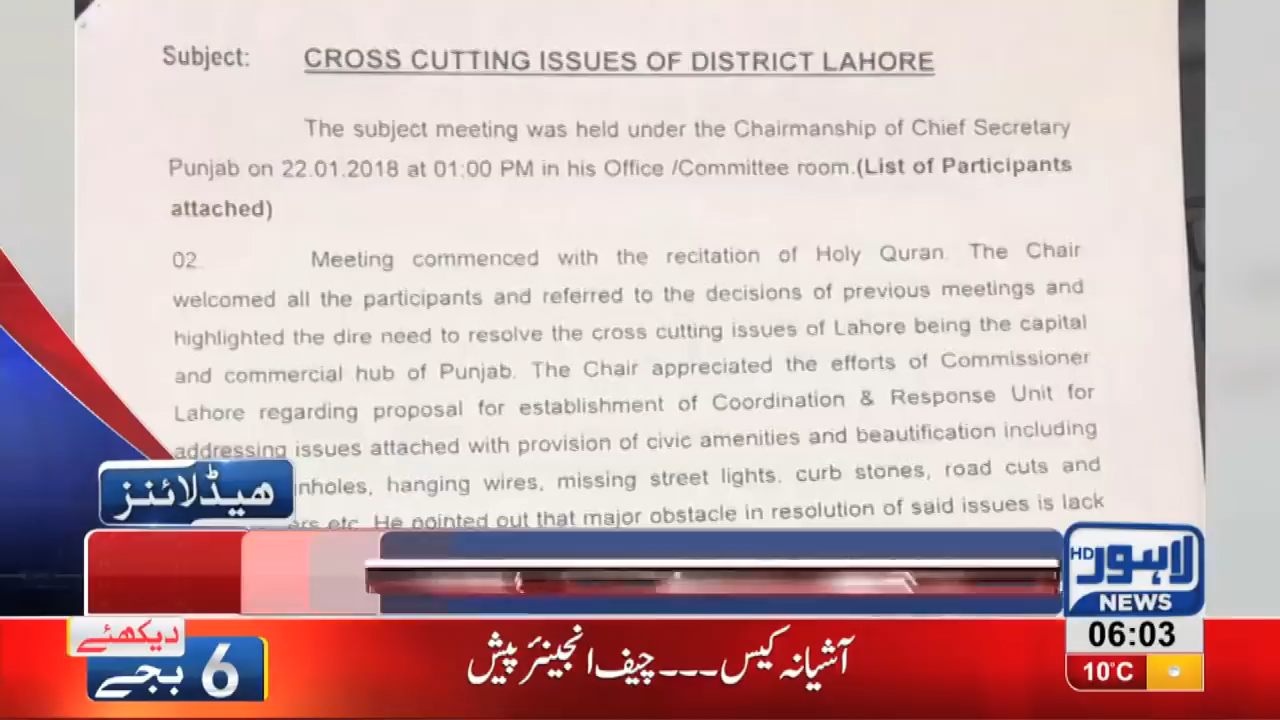 Subject: CROSS CUTTING ISSUES OF DISTRICT LAHORE
The subject meeting was held under the Chairmanship of Chief Secretary
Punjab on 22.01.2018 at 01:00 PM in his Office /Committee room.(List of Participants
attached)
02. Meeting commenced with the recitation of Holy Quran. The Chair
welcomed all the participants and referred to the decisions of previous meetings and
highlighted the dire need to resolve the cross cutting issues of Lahore being the capital
and commercial hub of Punjab. The Chair appreciated the efforts of Commissioner
Lahore regarding proposal for establishment of Coordination & Response Unit for
addressing issues attached with provision of civic amenities and beautification including
hanging wires, missing street lights, curb stones, road cuts and
etc. He pointed out that major obstacle in resolution of said issues is lack
ھیڈلائنز
HD لاہور
NEWS
06:03
10°C
دیکھئے
6 بجے
آشیانہ کیس۔۔۔چیف انجینئر پیش